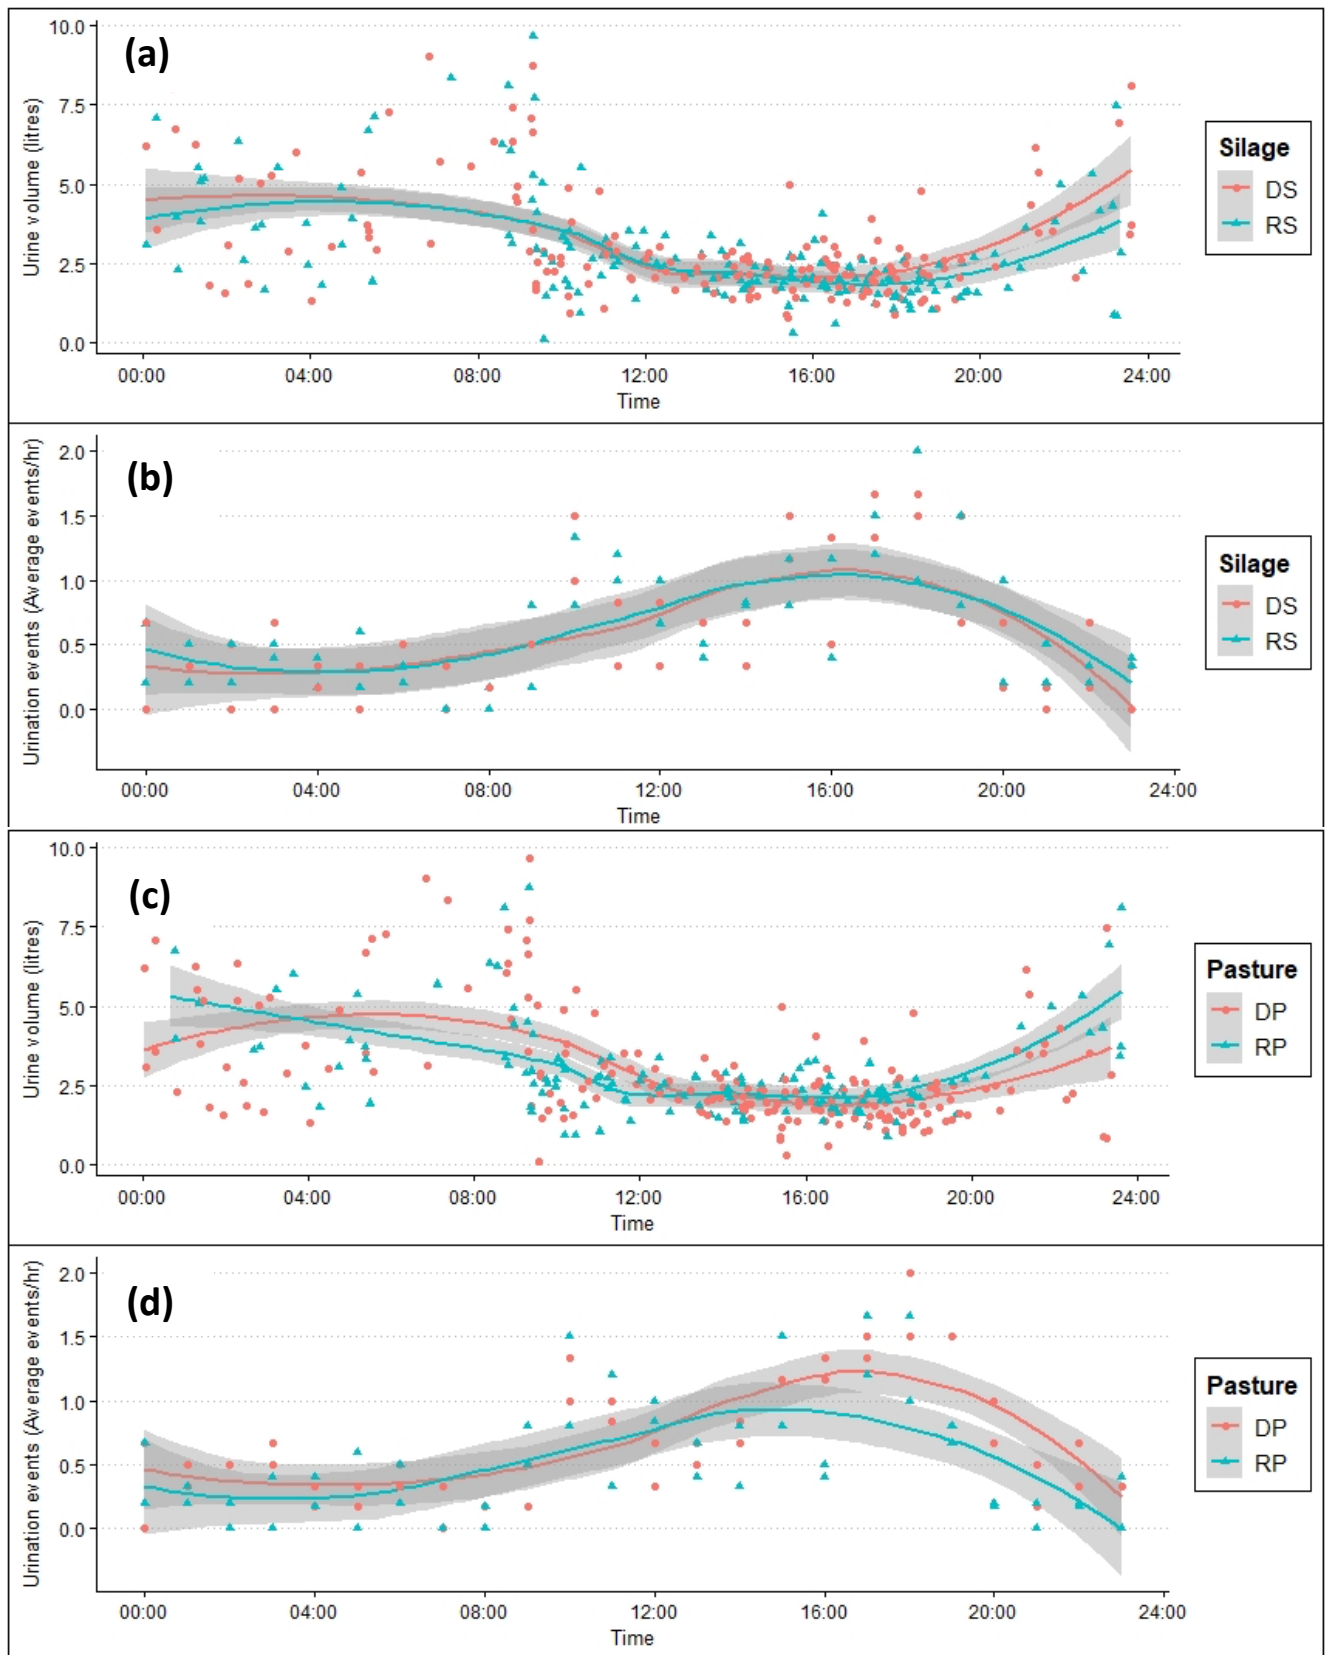 (a)
Urine volume (litres)
10.0
7.5
5.0
2.5
0.0
00:00 04:00 08:00 12:00 16:00 20:00 24:00
Time
Silage
DS
RS
(b)
Urination events (Average events/hr)
2.0
1.5
1.0
0.5
0.0
00:00 04:00 08:00 12:00 16:00 20:00 24:00
Time
Silage
DS
RS
(c)
Urine volume (litres)
10.0
7.5
5.0
2.5
0.0
00:00 04:00 08:00 12:00 16:00 20:00 24:00
Time
Pasture
DP
RP
(d)
Urination events (Average events/hr)
2.0
1.5
1.0
0.5
0.0
00:00 04:00 08:00 12:00 16:00 20:00 24:00
Time
Pasture
DP
RP